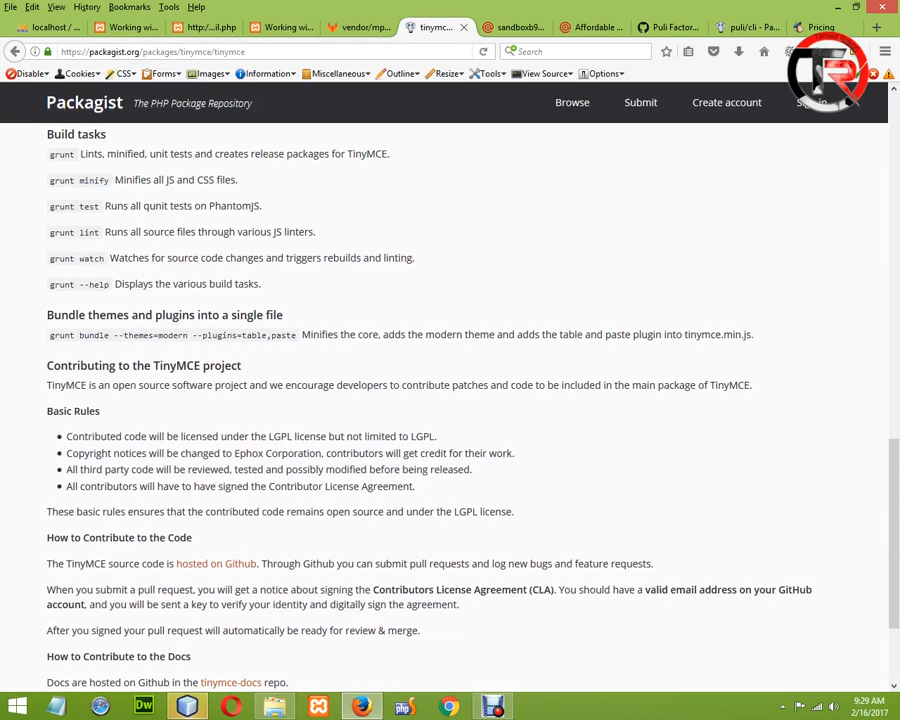 File Edit View History Bookmarks Tools Help
localhost / ... Working wi... http:/...il.php Working wi... vendor/mp... tinymc... sandboxb9... Affordable ... Puli Factor... puli/cli - Pa... Pricing
https://packagist.org/packages/tinymce/tinymce Search
Disable Cookies CSS Forms Images Information Miscellaneous Outline Resize Tools View Source Options
Packagist The PHP Package Repository Browse Submit Create account
Build tasks
grunt Lints, minified, unit tests and creates release packages for TinyMCE.
grunt minify Minifies all JS and CSS files.
grunt test Runs all qunit tests on PhantomJS.
grunt lint Runs all source files through various JS linters.
grunt watch Watches for source code changes and triggers rebuilds and linting.
grunt --help Displays the various build tasks.
Bundle themes and plugins into a single file
grunt bundle --themes=modern --plugins=table,paste Minifies the core, adds the modern theme and adds the table and paste plugin into tinymce.min.js.
Contributing to the TinyMCE project
TinyMCE is an open source software project and we encourage developers to contribute patches and code to be included in the main package of TinyMCE.
Basic Rules
• Contributed code will be licensed under the LGPL license but not limited to LGPL.
• Copyright notices will be changed to Ephox Corporation, contributors will get credit for their work.
• All third party code will be reviewed, tested and possibly modified before being released.
• All contributors will have to have signed the Contributor License Agreement.
These basic rules ensures that the contributed code remains open source and under the LGPL license.
How to Contribute to the Code
The TinyMCE source code is hosted on Github. Through Github you can submit pull requests and log new bugs and feature requests.
When you submit a pull request, you will get a notice about signing the Contributors License Agreement (CLA). You should have a valid email address on your GitHub
account, and you will be sent a key to verify your identity and digitally sign the agreement.
After you signed your pull request will automatically be ready for review & merge.
How to Contribute to the Docs
Docs are hosted on Github in the tinymce-docs repo.
Dw php 9:29 AM
2/16/2017